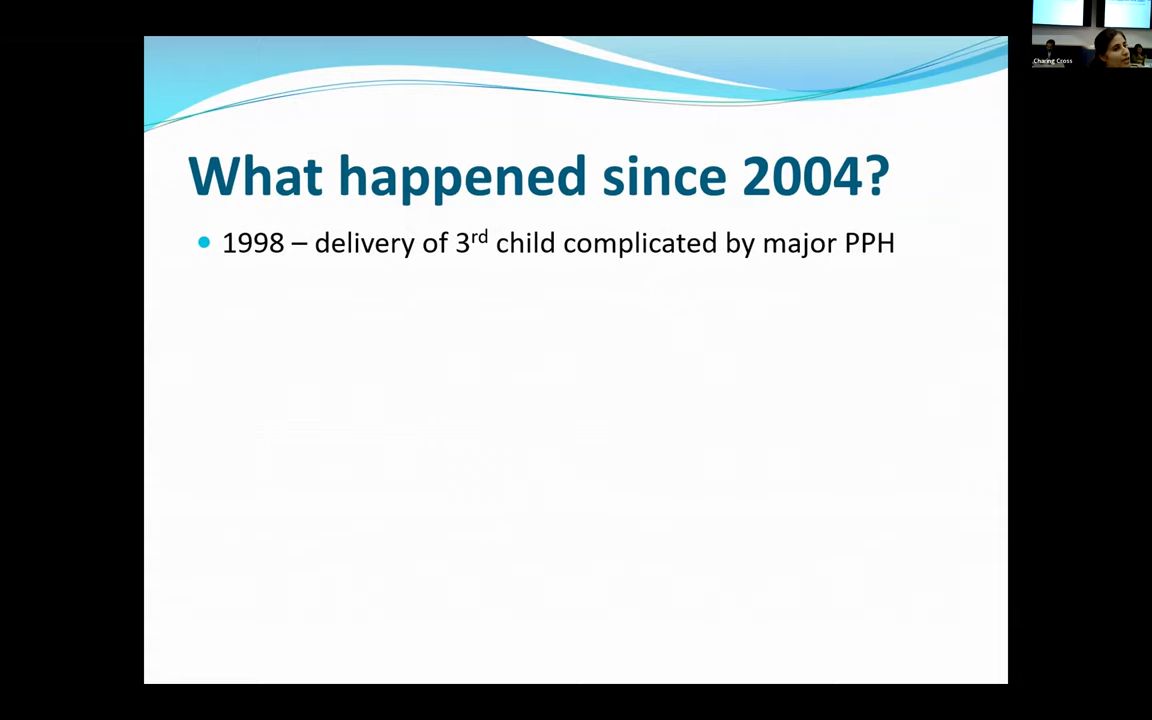 Charing Cross
What happened since 2004?
1998 – delivery of 3rd child complicated by major PPH